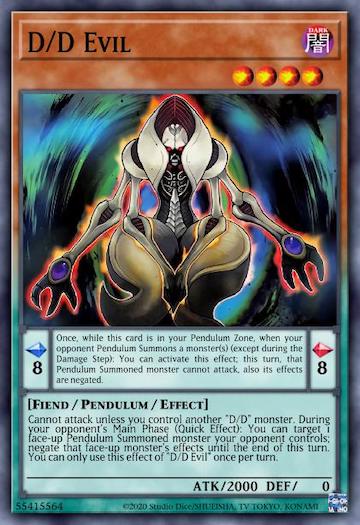 D/D Evil
DARK
闇
Once, while this card is in your Pendulum Zone, when your
opponent Pendulum Summons a monster(s) (except during the
Damage Step): You can activate this effect; this turn, that
Pendulum Summoned monster cannot attack, also its effects
are negated.
8
8
[Fiend / Pendulum / Effect]
Cannot attack unless you control another "D/D" monster. During
your opponent's Main Phase (Quick Effect): You can target 1
face-up Pendulum Summoned monster your opponent controls;
negate that face-up monster's effects until the end of this turn.
You can only use this effect of "D/D Evil" once per turn.
ATK/2000 DEF/ 0
55415564
©2020 Studio Dice/SHUEISHA, TV TOKYO, KONAMI